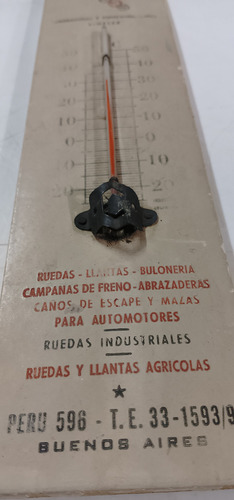 RUEDAS - LLANTAS - BULONERIA
CAMPANAS DE FRENO - ABRAZADERAS
CAÑOS DE ESCAPE Y MAZAS
PARA AUTOMOTORES
RUEDAS INDUSTRIALES
RUEDAS Y LLANTAS AGRICOLAS
PERU 596 - T.E. 33-1593/9
BUENOS AIRES